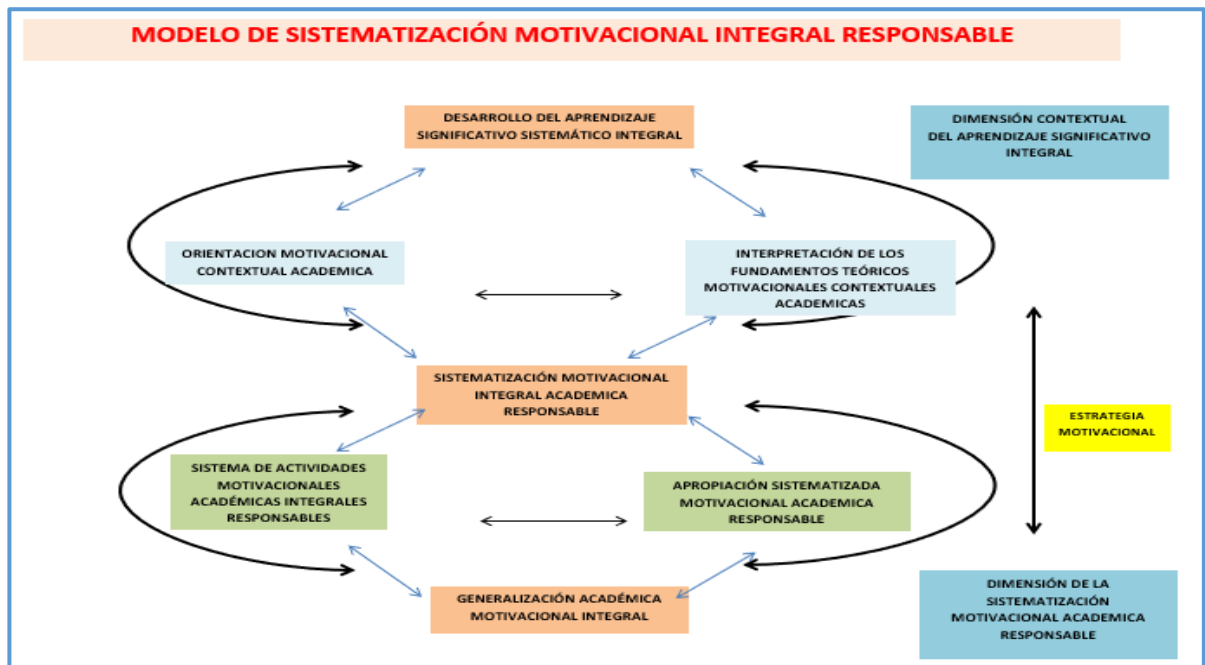 MODELO DE SISTEMATIZACIÓN MOTIVACIONAL INTEGRAL RESPONSABLE
DESARROLLO DEL APRENDIZAJE
SIGNIFICATIVO SISTEMÁTICO INTEGRAL
DIMENSIÓN CONTEXTUAL
DEL APRENDIZAJE SIGNIFICATIVO
INTEGRAL
ORIENTACION MOTIVACIONAL
CONTEXTUAL ACADEMICA
INTERPRETACIÓN DE LOS
FUNDAMENTOS TEÓRICOS
MOTIVACIONALES CONTEXTUALES
ACADEMICAS
SISTEMATIZACIÓN MOTIVACIONAL
INTEGRAL ACADEMICA
RESPONSABLE
ESTRATEGIA
MOTIVACIONAL
SISTEMA DE ACTIVIDADES
MOTIVACIONALES
ACADÉMICAS INTEGRALES
RESPONSABLES
APROPIACIÓN SISTEMATIZADA
MOTIVACIONAL ACADEMICA
RESPONSABLE
GENERALIZACIÓN ACADÉMICA
MOTIVACIONAL INTEGRAL
DIMENSIÓN DE LA
SISTEMATIZACIÓN
MOTIVACIONAL ACADEMICA
RESPONSABLE